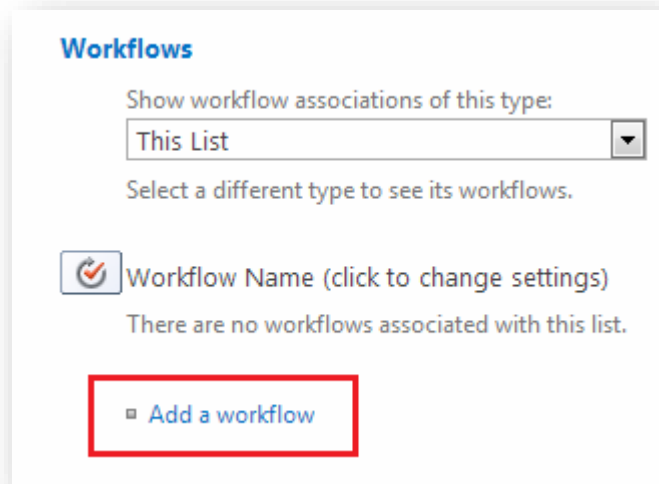 Workflows
Show workflow associations of this type:
This List
Select a different type to see its workflows.
Workflow Name (click to change settings)
There are no workflows associated with this list.
Add a workflow